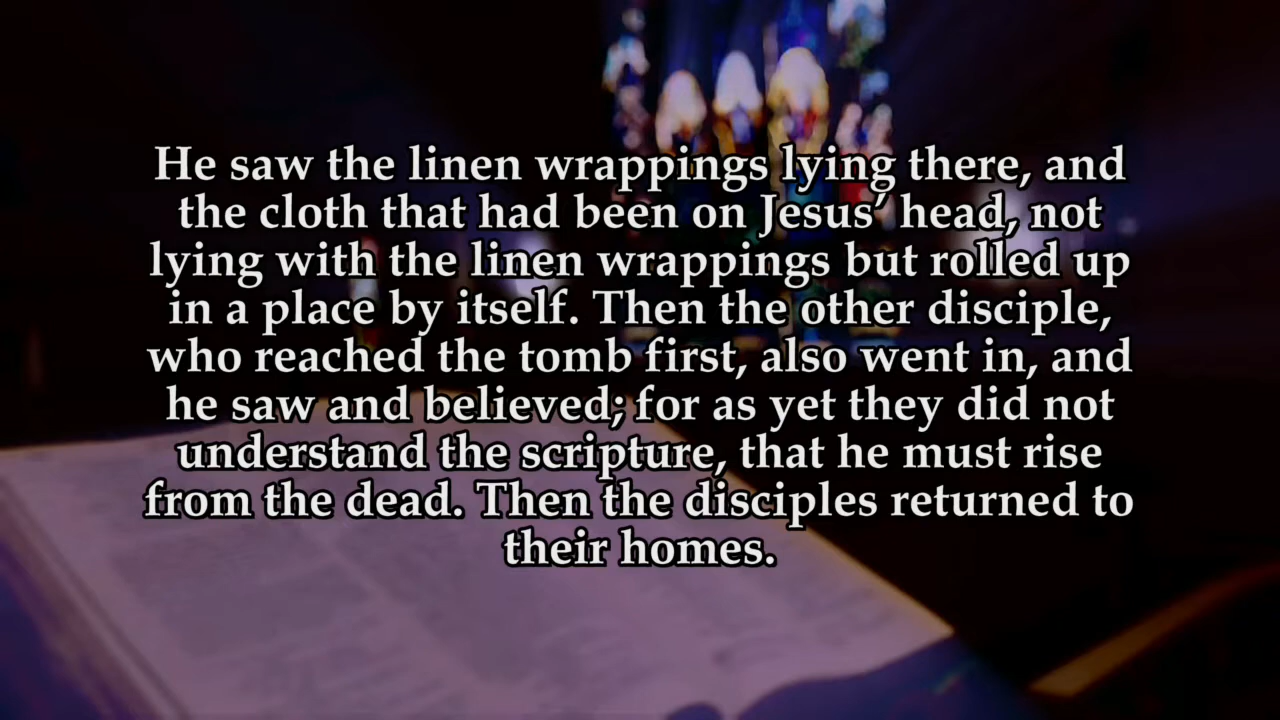 He saw the linen wrappings lying there, and
the cloth that had been on Jesus’ head, not
lying with the linen wrappings but rolled up
in a place by itself. Then the other disciple,
who reached the tomb first, also went in, and
he saw and believed; for as yet they did not
understand the scripture, that he must rise
from the dead. Then the disciples returned to
their homes.